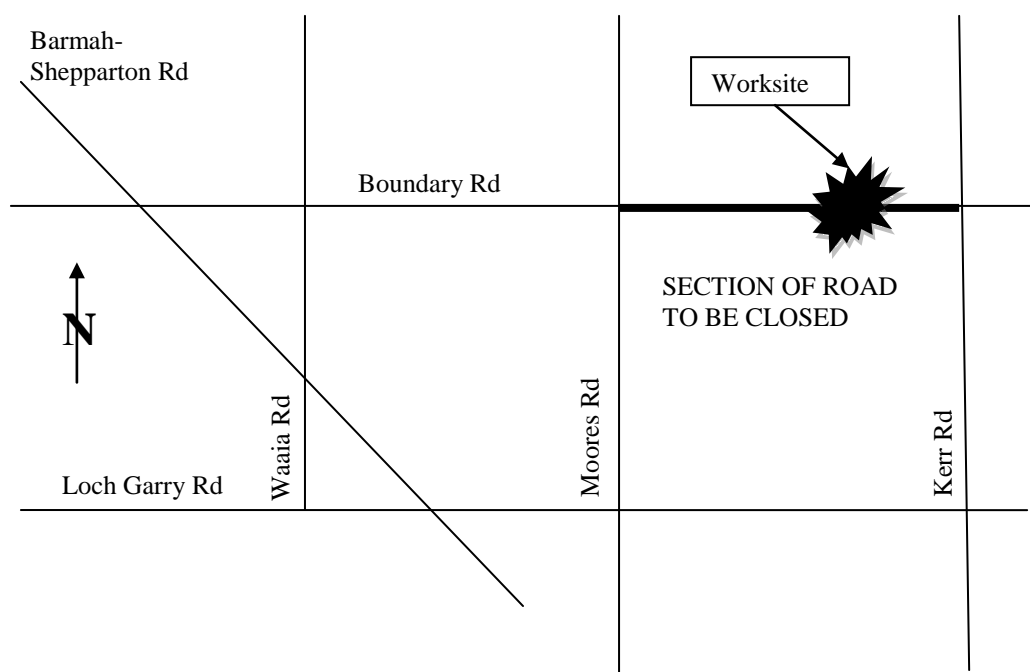 Barmah-
Shepparton Rd
Worksite
Boundary Rd
SECTION OF ROAD
TO BE CLOSED
N
Waaia Rd
Moores Rd
Kerr Rd
Loch Garry Rd